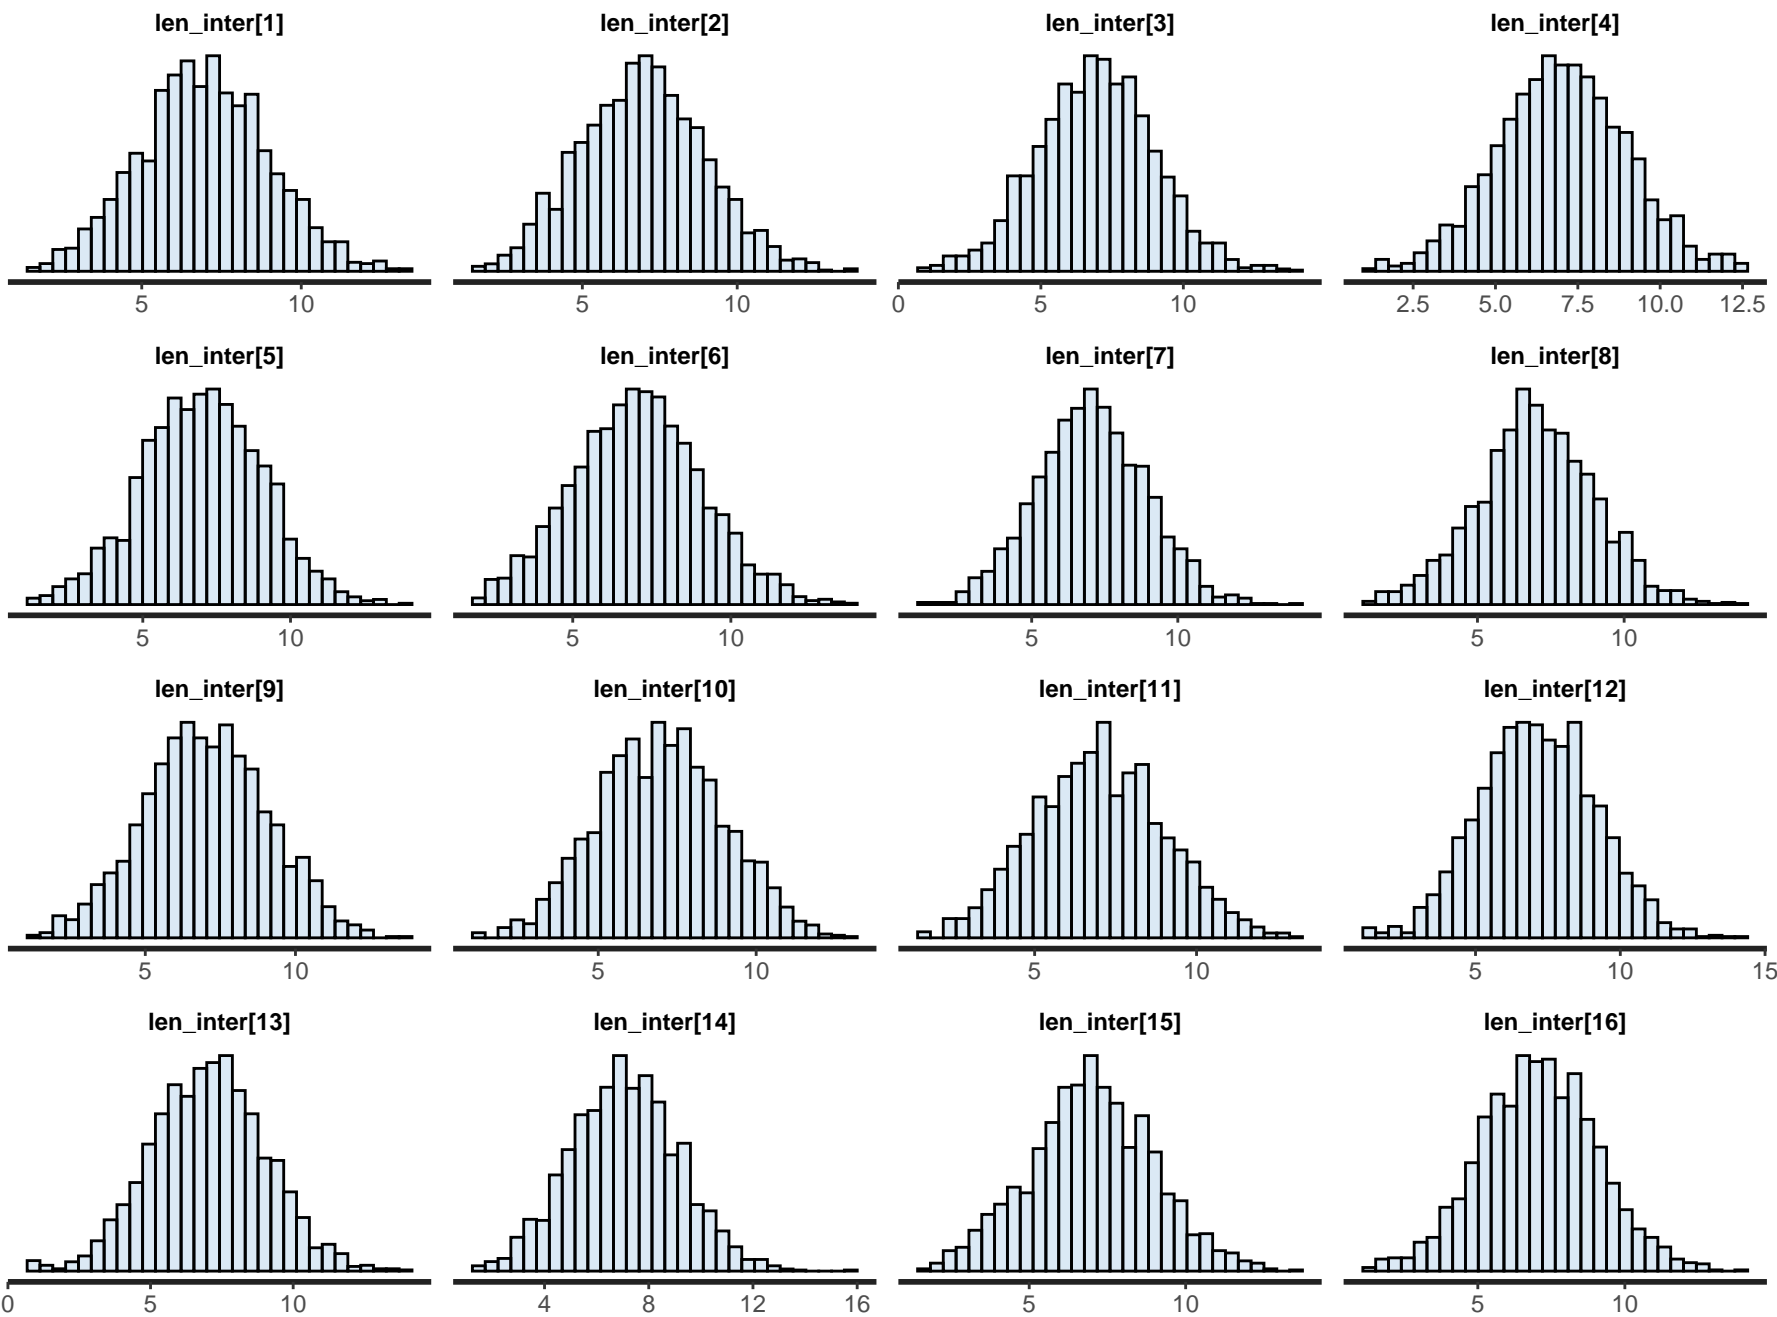 len_inter[1] len_inter[2] len_inter[3] len_inter[4]
5 10 5 10 0 5 10 2.5 5.0 7.5 10.0 12.5
len_inter[5] len_inter[6] len_inter[7] len_inter[8]
5 10 5 10 5 10 5 10
len_inter[9] len_inter[10] len_inter[11] len_inter[12]
5 10 5 10 5 10 5 10 15
len_inter[13] len_inter[14] len_inter[15] len_inter[16]
0 5 10 4 8 12 16 5 10 5 10